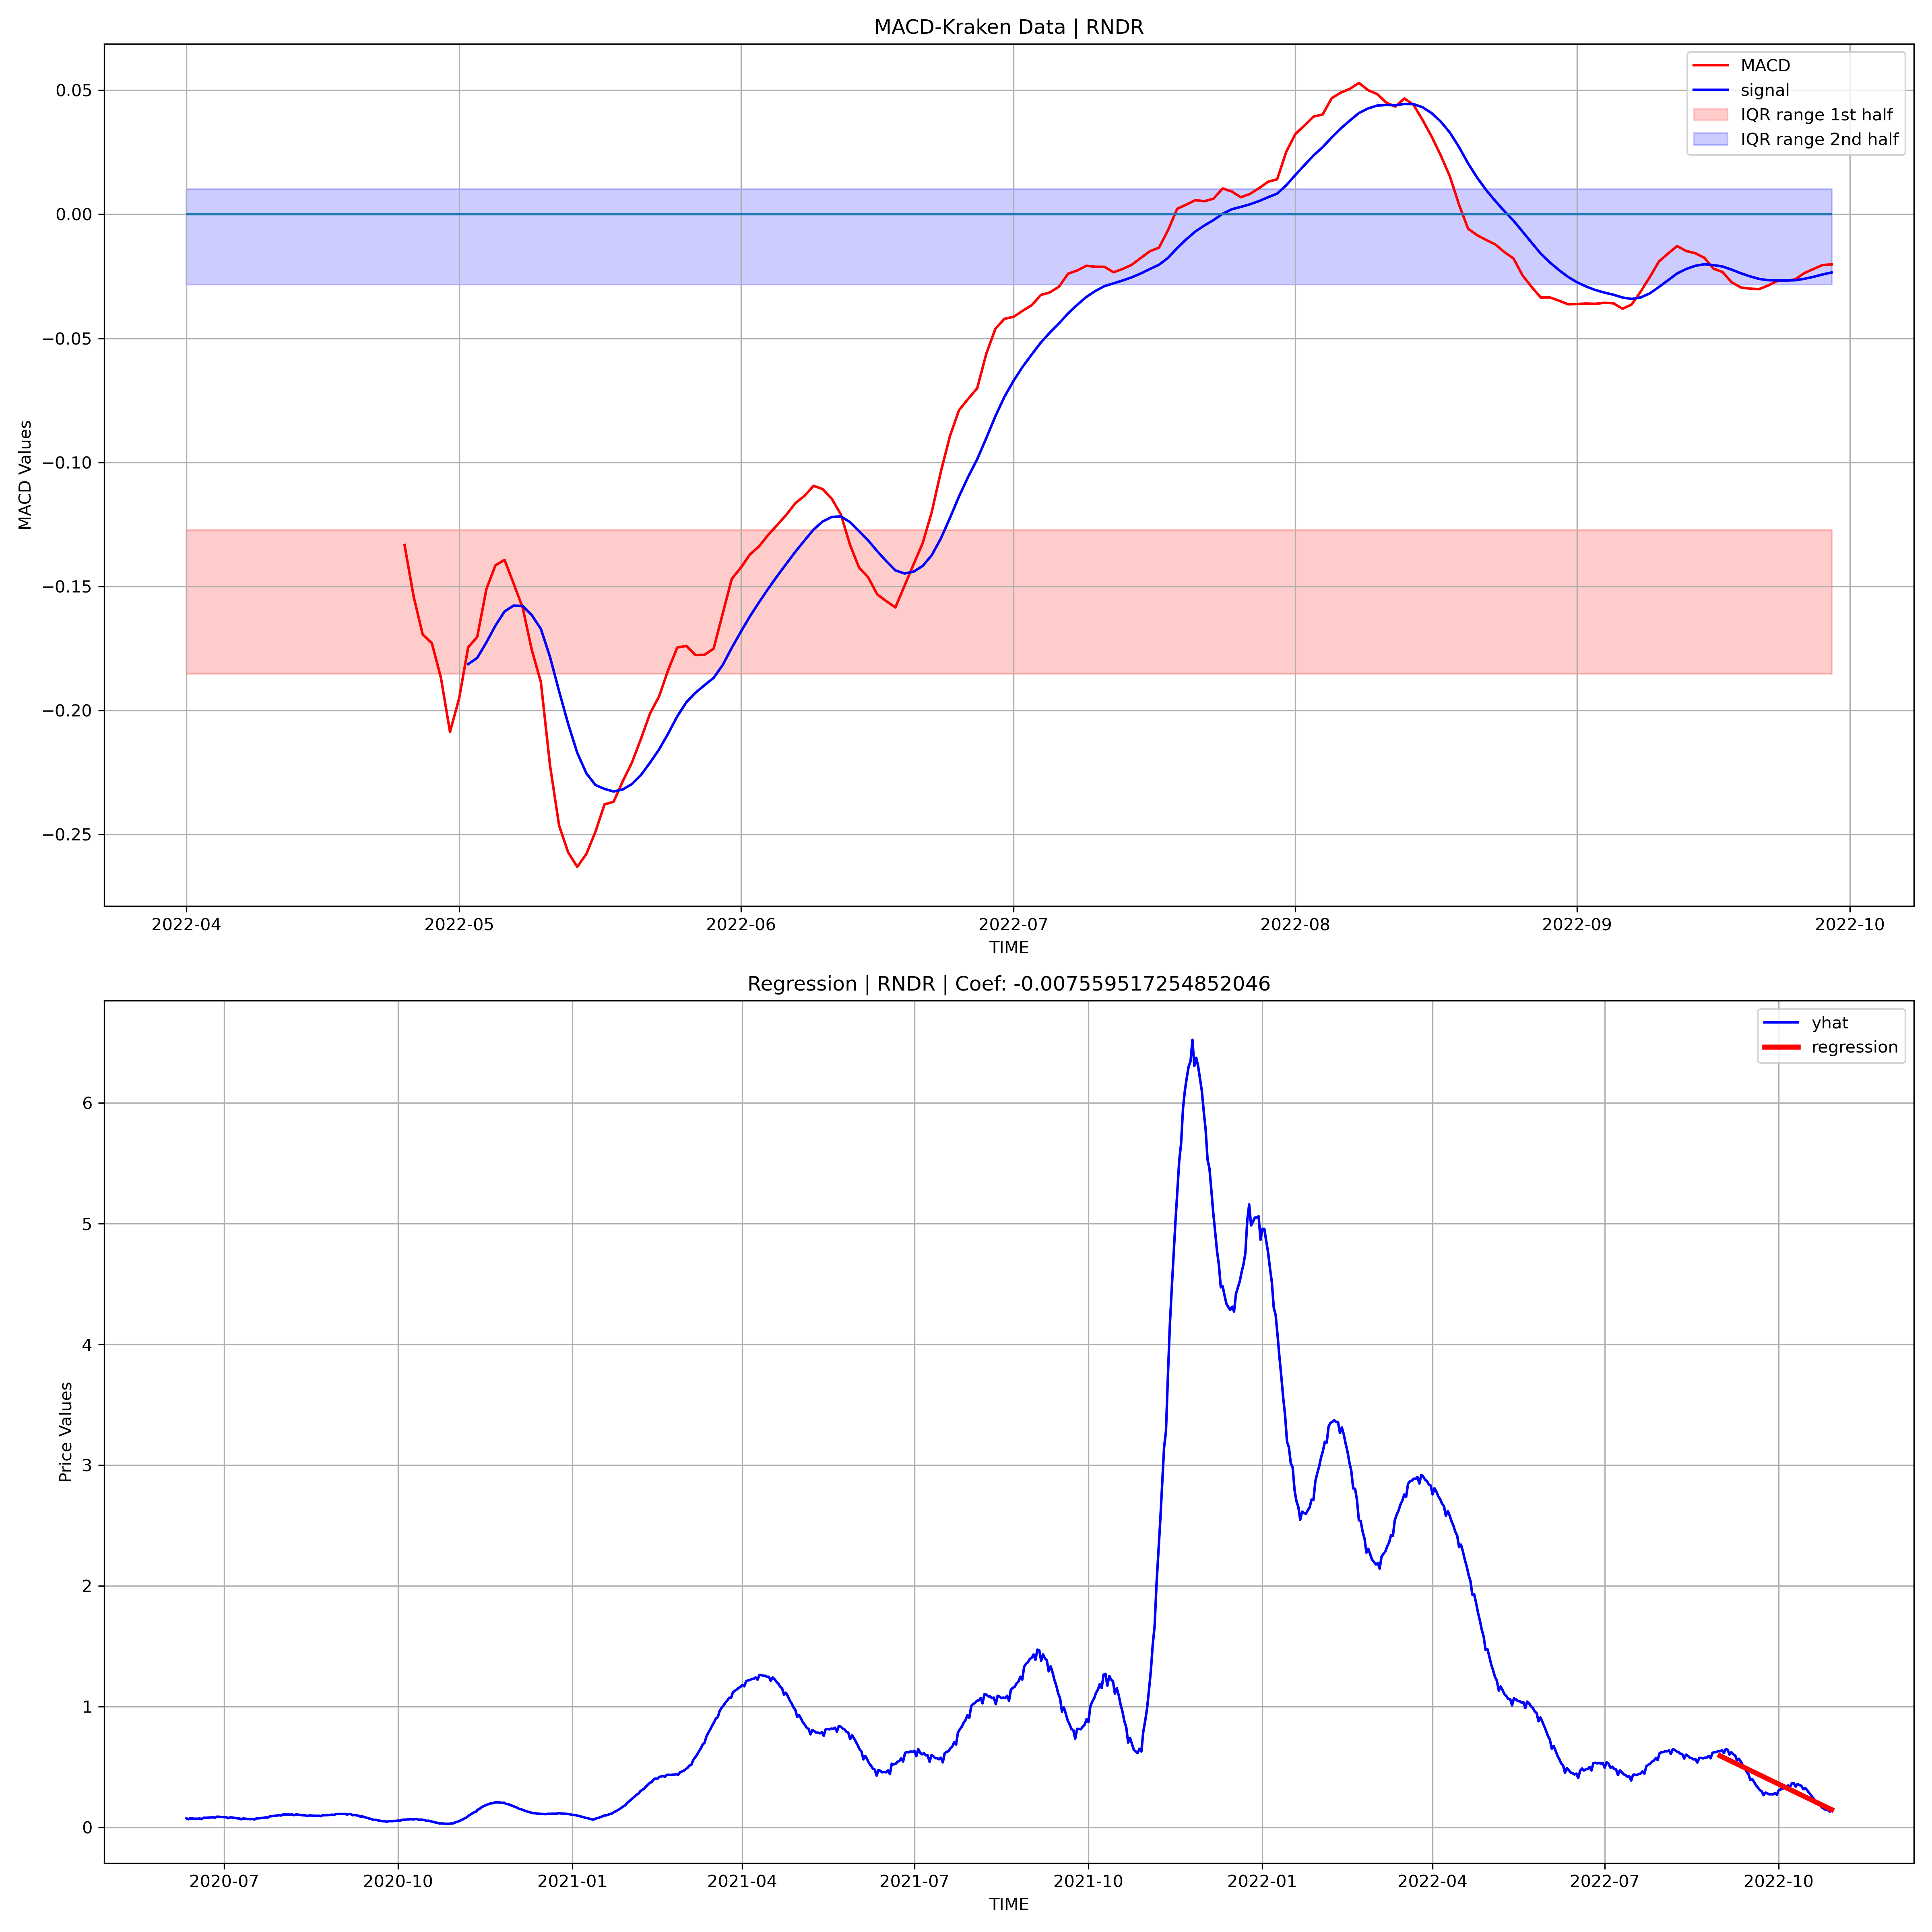 MACD-Kraken Data | RNDR
MACD
signal
IQR range 1st half
IQR range 2nd half
0.05
0.00
−0.05
−0.10
−0.15
−0.20
−0.25
MACD Values
2022-04 2022-05 2022-06 2022-07 2022-08 2022-09 2022-10
TIME
Regression | RNDR | Coef: -0.0075595172548520​46
yhat
regression
6
5
4
3
2
1
0
Price Values
2020-07 2020-10 2021-01 2021-04 2021-07 2021-10 2022-01 2022-04 2022-07 2022-10
TIME